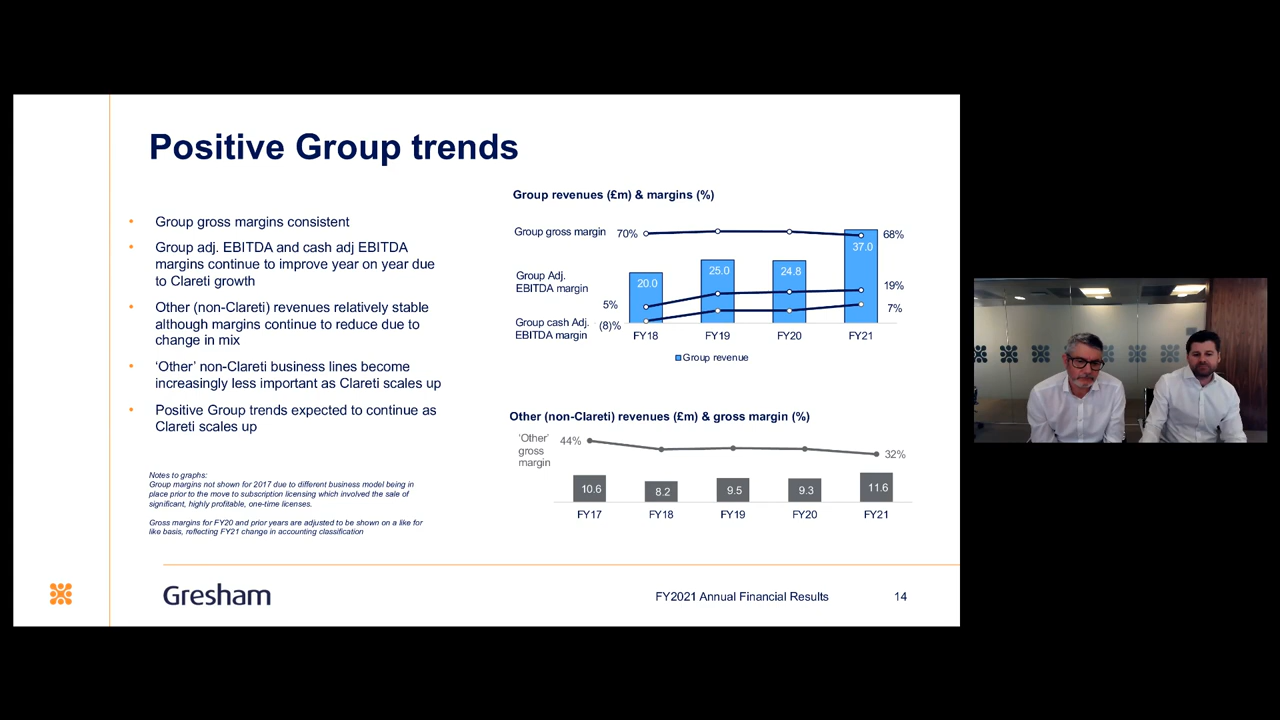 Positive Group trends
• Group gross margins consistent
• Group adj. EBITDA and cash adj EBITDA
margins continue to improve year on year due
to Clareti growth
• Other (non-Clareti) revenues relatively stable
although margins continue to reduce due to
change in mix
• ‘Other’ non-Clareti business lines become
increasingly less important as Clareti scales up
• Positive Group trends expected to continue as
Clareti scales up
Notes to graphs:
Group margins not shown for 2017 due to different business model being in
place prior to the move to subscription licensing which involved the sale of
significant, highly profitable, one-time licenses.
Gross margins for FY20 and prior years are adjusted to be shown on a like for
like basis, reflecting FY21 change in accounting classification
Group revenues (£m) & margins (%)
Group gross margin 70% 68%
37.0
20.0 25.0 24.8
Group Adj.
EBITDA margin
19%
5% 7%
Group cash Adj.
EBITDA margin
(8)%
FY18 FY19 FY20 FY21
Group revenue
Other (non-Clareti) revenues (£m) & gross margin (%)
‘Other’
gross
margin
44% 32%
10.6 8.2 9.5 9.3 11.6
FY17 FY18 FY19 FY20 FY21
Gresham
FY2021 Annual Financial Results 14